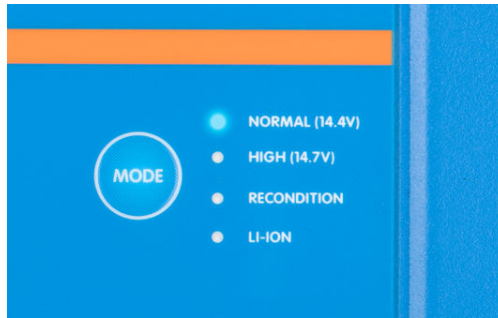 MODE
NORMAL (14.4V)
HIGH (14.7V)
RECONDITION
LI-ION